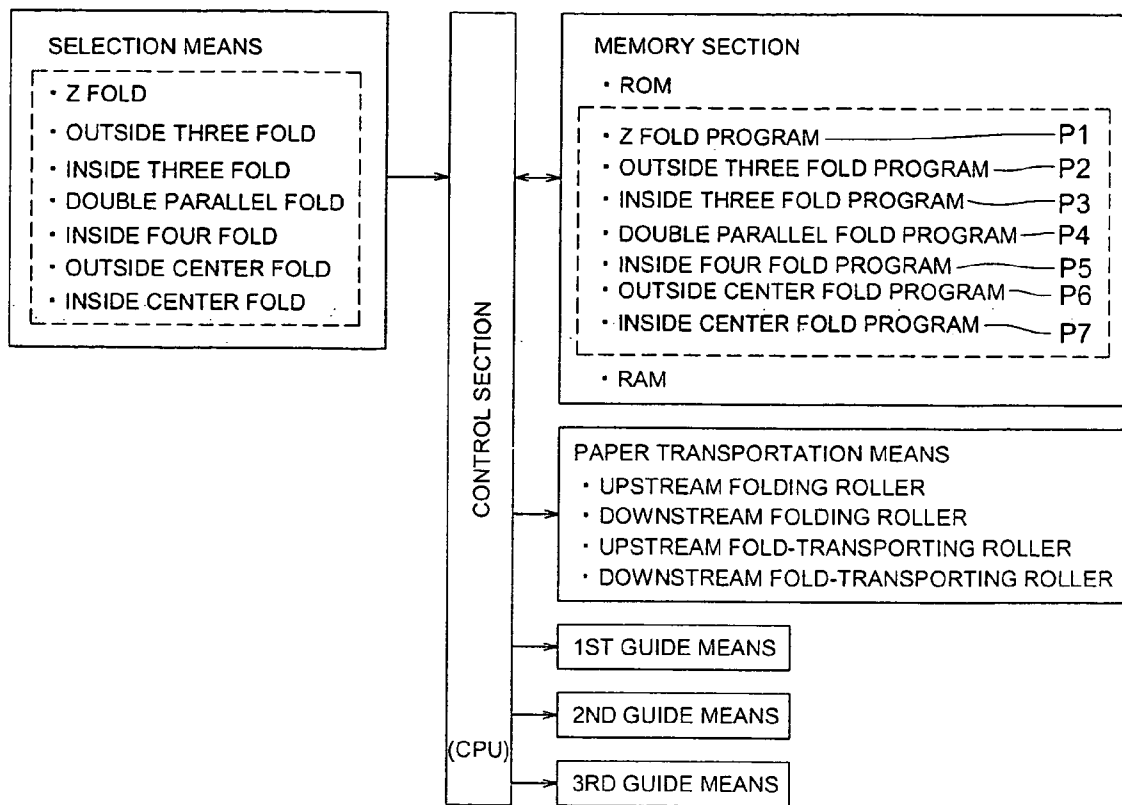 SELECTION MEANS
・Z FOLD
・OUTSIDE THREE FOLD
・INSIDE THREE FOLD
・DOUBLE PARALLEL FOLD
・INSIDE FOUR FOLD
・OUTSIDE CENTER FOLD
・INSIDE CENTER FOLD
CONTROL SECTION
(CPU)
MEMORY SECTION
・ROM
・Z FOLD PROGRAM P1
・OUTSIDE THREE FOLD PROGRAM P2
・INSIDE THREE FOLD PROGRAM P3
・DOUBLE PARALLEL FOLD PROGRAM P4
・INSIDE FOUR FOLD PROGRAM P5
・OUTSIDE CENTER FOLD PROGRAM P6
・INSIDE CENTER FOLD PROGRAM P7
・RAM
PAPER TRANSPORTATION MEANS
・UPSTREAM FOLDING ROLLER
・DOWNSTREAM FOLDING ROLLER
・UPSTREAM FOLD-TRANSPORTING ROLLER
・DOWNSTREAM FOLD-TRANSPORTING ROLLER
1ST GUIDE MEANS
2ND GUIDE MEANS
3RD GUIDE MEANS